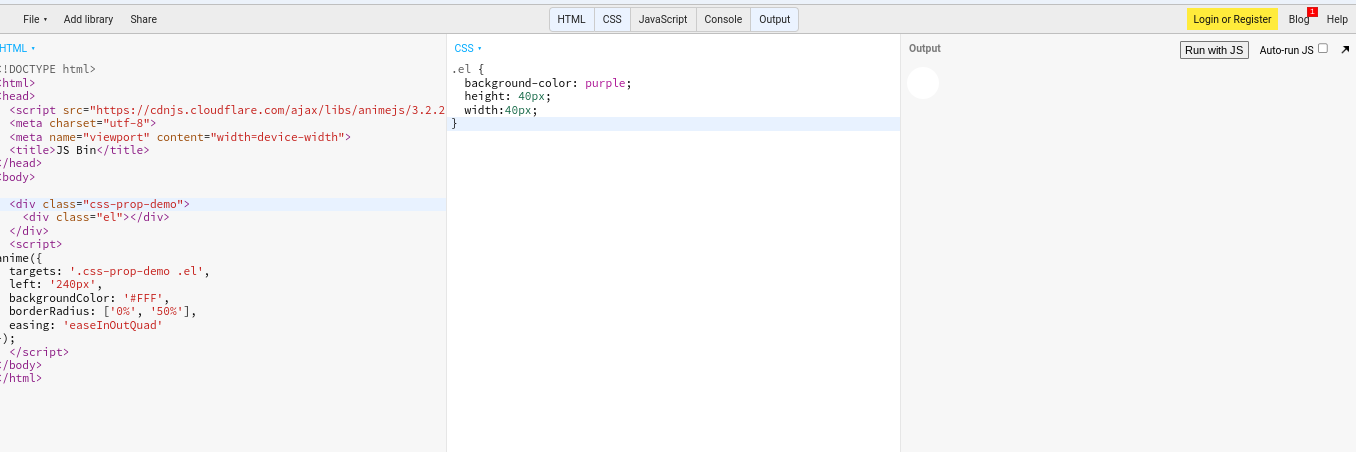 File ▾ Add library Share HTML CSS JavaScript Console Output Login or Register Blog 1 Help
HTML ▾
<!DOCTYPE html>
<html>
<head>
<script src="https://cdnjs.cloudflare.com/ajax/libs/animejs/3.2.2
<meta charset="utf-8">
<meta name="viewport" content="width=device-width">
<title>JS Bin</title>
</head>
<body>
<div class="css-prop-demo">
<div class="el"></div>
</div>
<script>
anime({
targets: '.css-prop-demo .el',
left: '240px',
backgroundColor: '#FFF',
borderRadius: ['0%', '50%'],
easing: 'easeInOutQuad'
});
</script>
</body>
</html>
CSS ▾
.el {
background-color: purple;
height: 40px;
width:40px;
}
Output Run with JS Auto-run JS